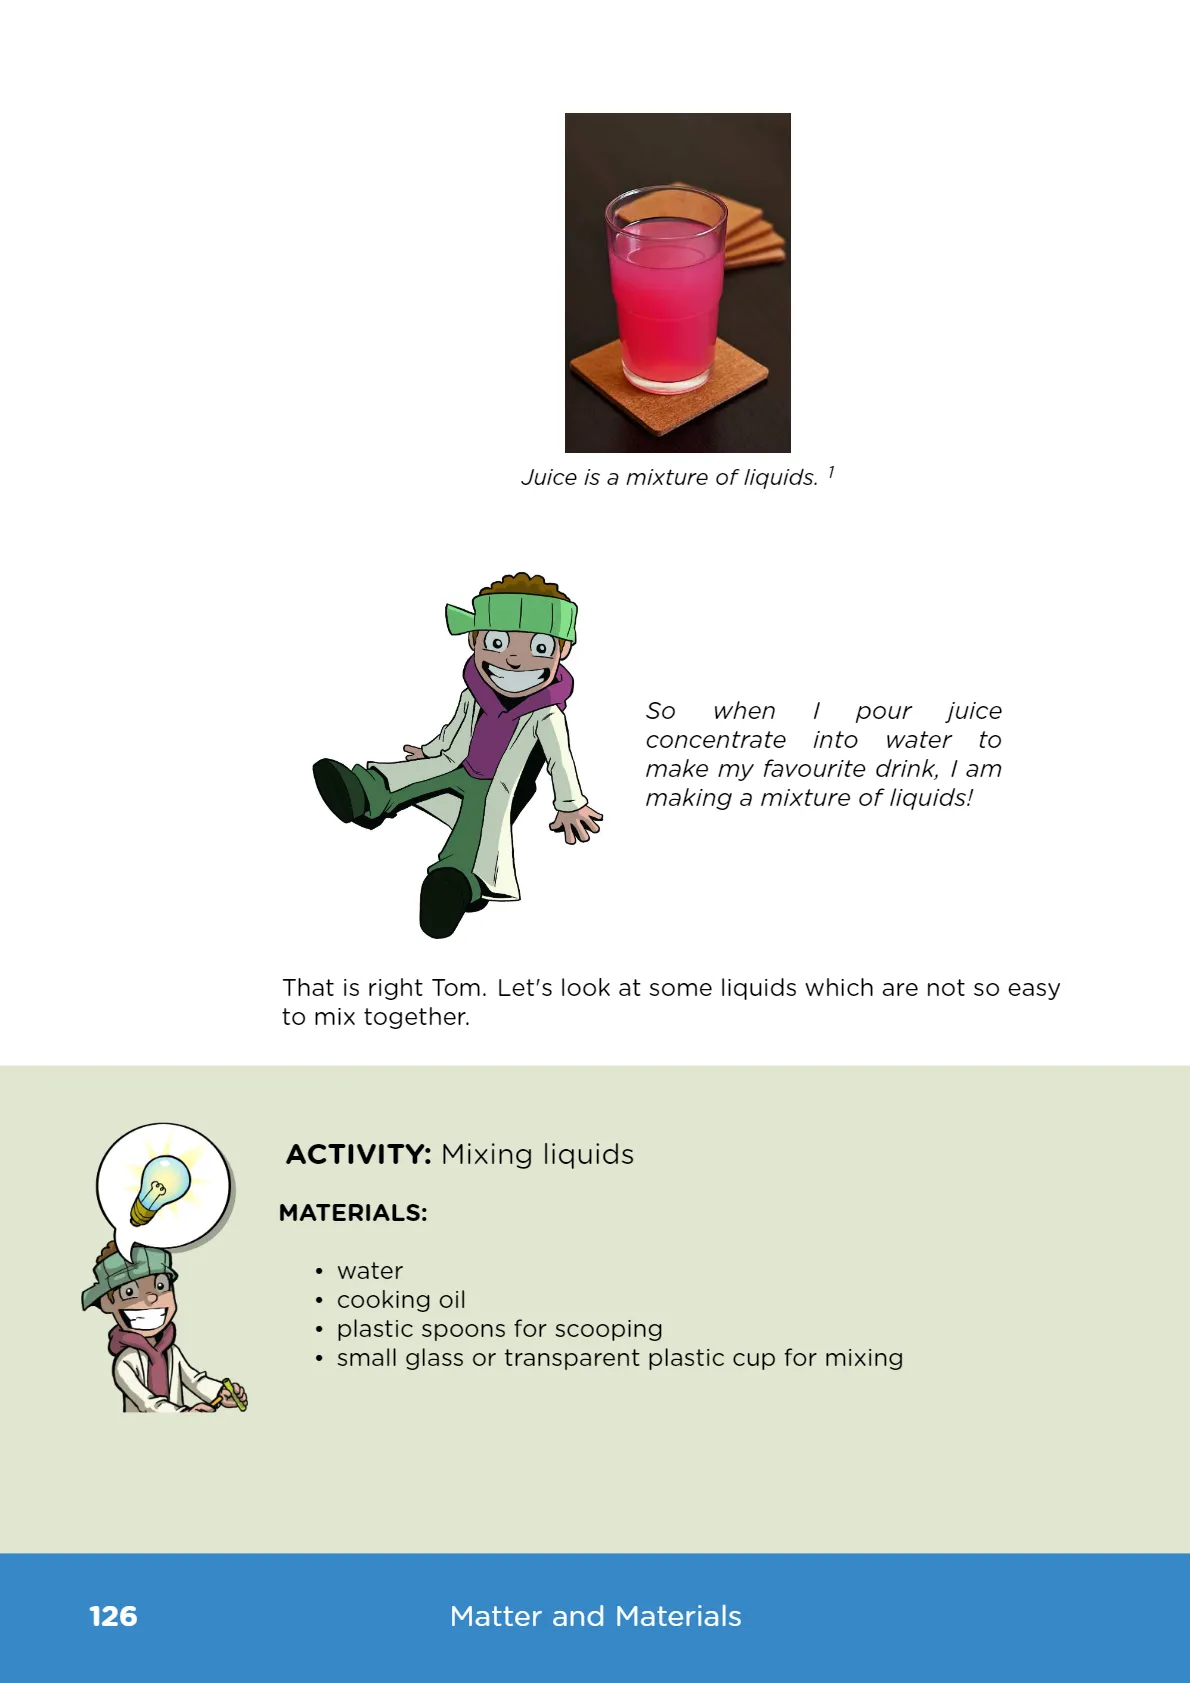 Juice is a mixture of liquids. 1
So when I pour juice
concentrate into water to
make my favourite drink, I am
making a mixture of liquids!
That is right Tom. Let's look at some liquids which are not so easy
to mix together.
ACTIVITY: Mixing liquids
MATERIALS:
• water
• cooking oil
• plastic spoons for scooping
• small glass or transparent plastic cup for mixing
126 Matter and Materials